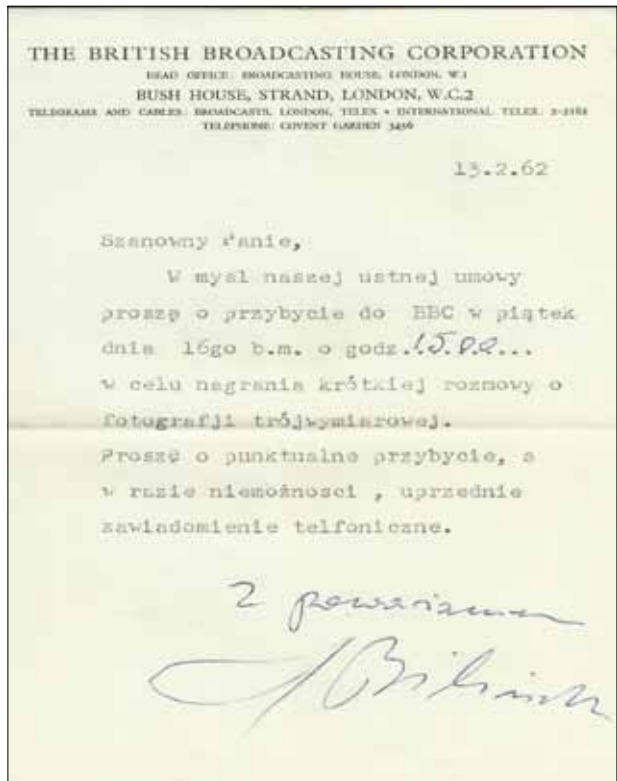 THE BRITISH BROADCASTING CORPORATION
HEAD OFFICE: BROADCASTING HOUSE, LONDON, W.1
BUSH HOUSE, STRAND, LONDON, W.C.2
TELEGRAMS AND CABLES: BROADCASTS, LONDON, TELEX • INTERNATIONAL TELEX: 2-2182
TELEPHONE: COVENT GARDEN 3456
13.2.62
Szanowny Panie,
W mysl naszej ustnej umowy
proszę o przybycie do BBC w piątek
dnia 16go b.m. o godz.15.00...
w celu nagrania krótkiej rozmowy o
fotografji trójwymiarowej.
Proszę o punktualne przybycie, a
w razie niemożnosci , uprzednie
zawiadomienie telfoniczne.
Z poważaniem